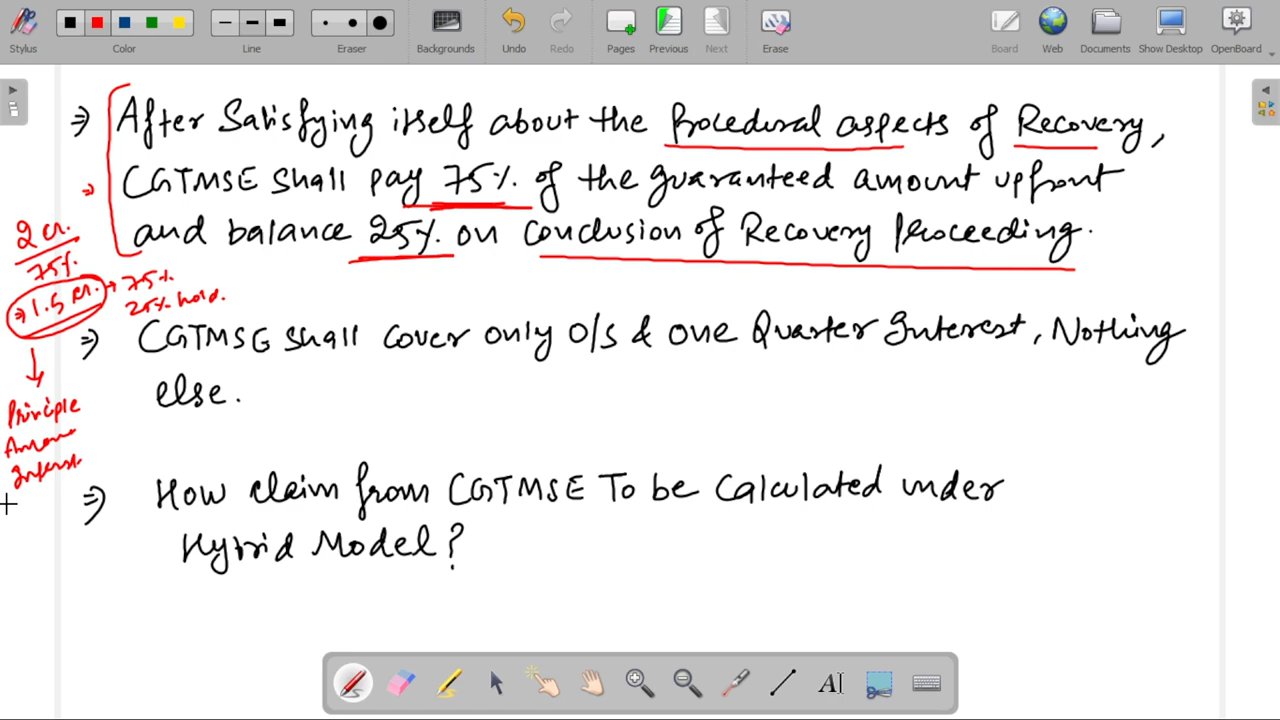 Stylus
Color
Line
Eraser
Backgrounds
Undo
Redo
Pages
Previous
Next
Erase
Board
Web
Documents
Show Desktop
OpenBoard
⇒ After Satisfying itself about the Procedural aspects of Recovery,
⇒ CGTMSE Shall pay 75% of the guaranteed amount upfront
and balance 25% on conclusion of Recovery Proceeding.
2 cr.
75%
⇒ 1.5 cr. → 75%
25% hold.
Principle
Interest
⇒ CGTMSE Shall cover only O/S & one Quarter Interest, Nothing
else.
⇒ How claim from CGTMSE To be Calculated under
Hybrid Model?